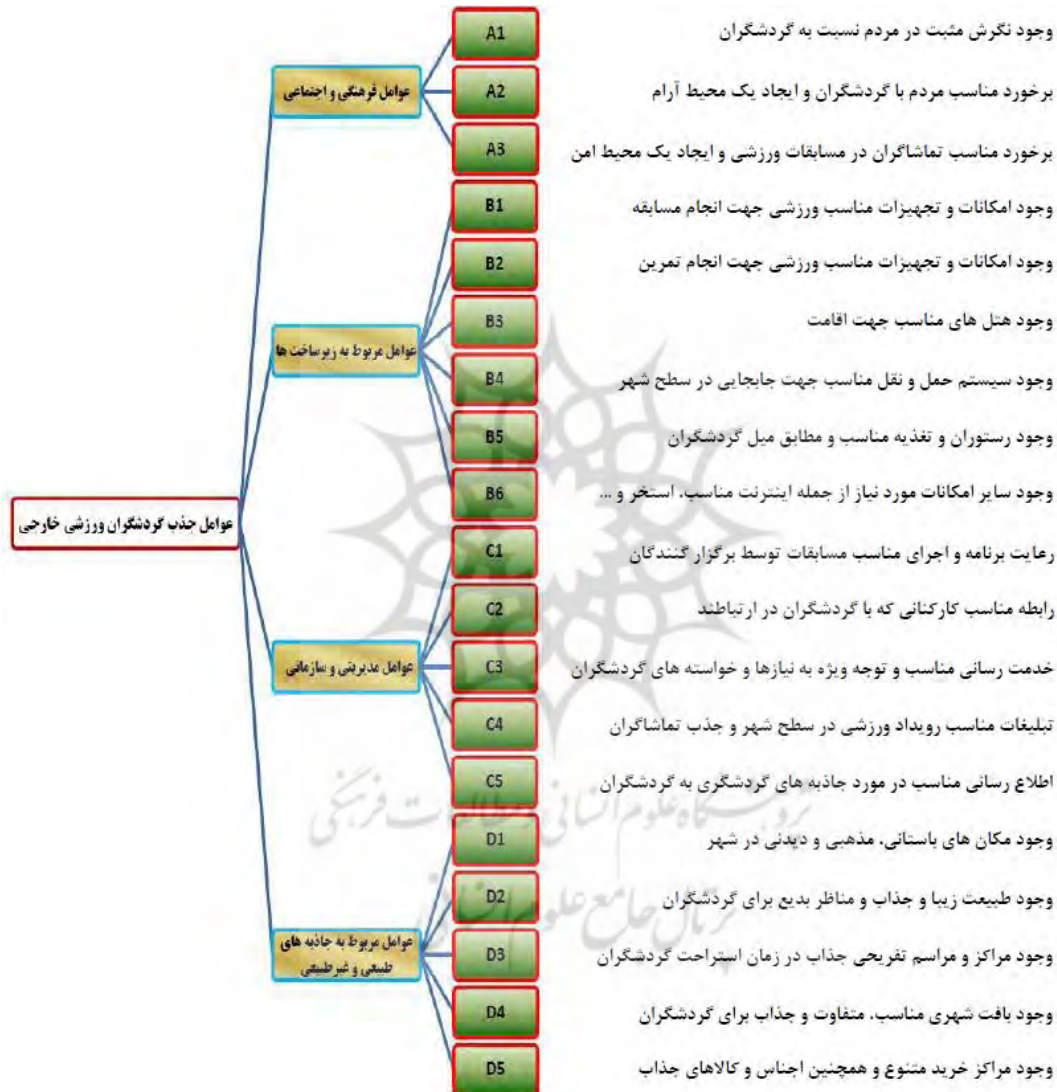 عوامل جذب گردشگران ورزشی خارجی
عوامل فرهنگی و اجتماعی
A1 وجود نگرش مثبت در مردم نسبت به گردشگران
A2 برخورد مناسب مردم با گردشگران و ایجاد یک محیط آرام
A3 برخورد مناسب تماشاگران در مسابقات ورزشی و ایجاد یک محیط امن
عوامل مربوط به زیرساخت ها
B1 وجود امکانات و تجهیزات مناسب ورزشی جهت انجام مسابقه
B2 وجود امکانات و تجهیزات مناسب ورزشی جهت انجام تمرین
B3 وجود هتل های مناسب جهت اقامت
B4 وجود سیستم حمل و نقل مناسب جهت جابجایی در سطح شهر
B5 وجود رستوران و تغذیه مناسب و مطابق میل گردشگران
B6 وجود سایر امکانات مورد نیاز از جمله اینترنت مناسب، استخر و ...
عوامل مدیریتی و سازمانی
C1 رعایت برنامه و اجرای مناسب مسابقات توسط برگزار کنندگان
C2 رابطه مناسب کارکنانی که با گردشگران در ارتباطند
C3 خدمت رسانی مناسب و توجه ویژه به نیازها و خواسته های گردشگران
C4 تبلیغات مناسب رویداد ورزشی در سطح شهر و جذب تماشاگران
C5 اطلاع رسانی مناسب در مورد جاذبه های گردشگری به گردشگران
عوامل مربوط به جاذبه های
طبیعی و غیرطبیعی
D1 وجود مکان های باستانی، مذهبی و دیدنی در شهر
D2 وجود طبیعت زیبا و جذاب و مناظر بدیع برای گردشگران
D3 وجود مراکز و مراسم تفریحی جذاب در زمان استراحت گردشگران
D4 وجود بافت شهری مناسب، متفاوت و جذاب برای گردشگران
D5 وجود مراکز خرید متنوع و همچنین اجناس و کالاهای جذاب
پژوهشگاه علوم انسانی و مطالعات فرهنگی
پرتال جامع علوم انسانی